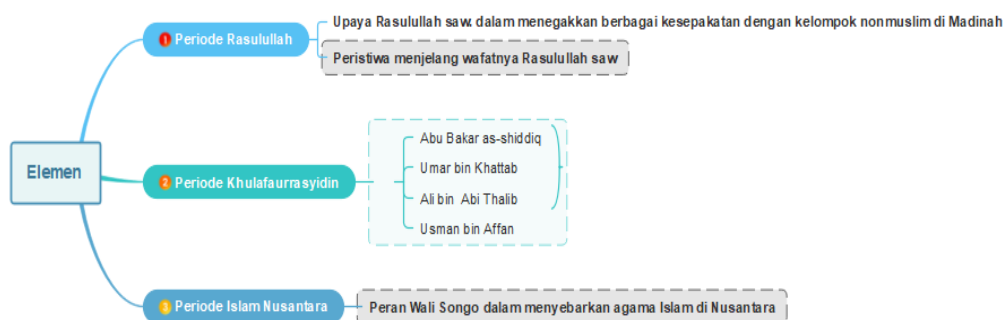 Elemen
1 Periode Rasulullah
Upaya Rasulullah saw. dalam menegakkan berbagai kesepakatan dengan kelompok nonmuslim di Madinah
Peristiwa menjelang wafatnya Rasulullah saw
2 Periode Khulafaurrasyidin
Abu Bakar as-shiddiq
Umar bin Khattab
Ali bin Abi Thalib
Usman bin Affan
3 Periode Islam Nusantara
Peran Wali Songo dalam menyebarkan agama Islam di Nusantara